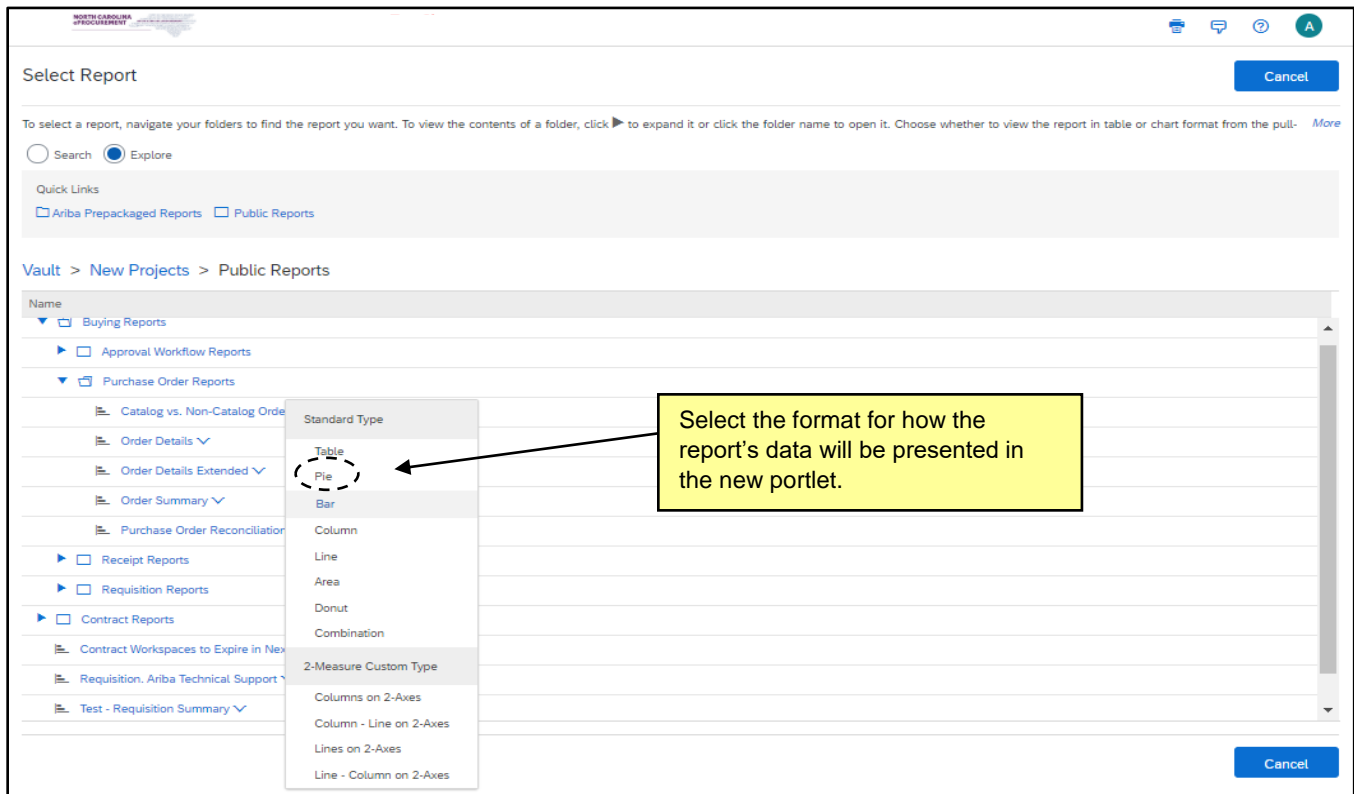 NORTH CAROLINA
ePROCUREMENT
A
Select Report
Cancel
To select a report, navigate your folders to find the report you want. To view the contents of a folder, click ▶ to expand it or click the folder name to open it. Choose whether to view the report in table or chart format from the pull- More
Search Explore
Quick Links
Ariba Prepackaged Reports Public Reports
Vault > New Projects > Public Reports
Name
Buying Reports
Approval Workflow Reports
Purchase Order Reports
Catalog vs. Non-Catalog Orde
Order Details
Order Details Extended
Order Summary
Purchase Order Reconciliation
Receipt Reports
Requisition Reports
Contract Reports
Contract Workspaces to Expire in Nex
Requisition. Ariba Technical Support
Test - Requisition Summary
Standard Type
Table
Pie
Bar
Column
Line
Area
Donut
Combination
2-Measure Custom Type
Columns on 2-Axes
Column - Line on 2-Axes
Lines on 2-Axes
Line - Column on 2-Axes
Select the format for how the
report's data will be presented in
the new portlet.
Cancel